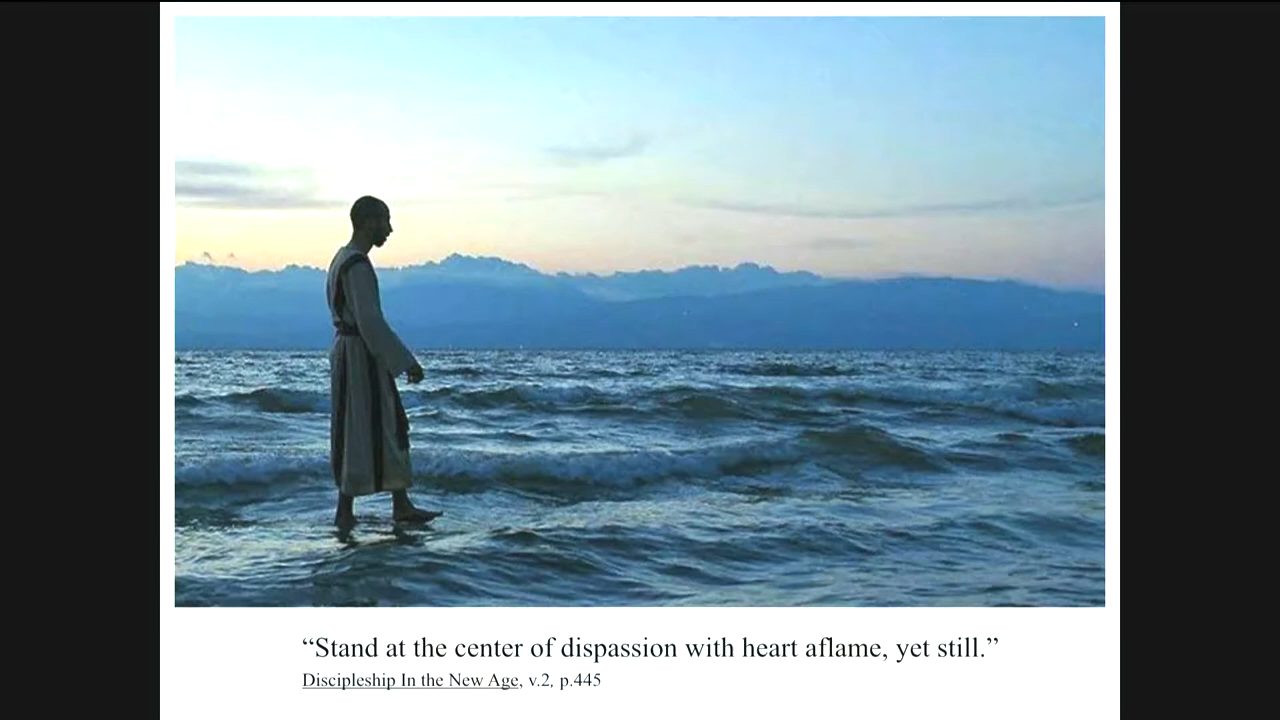 “Stand at the center of dispassion with heart aflame, yet still.”
Discipleship In the New Age, v.2, p.445